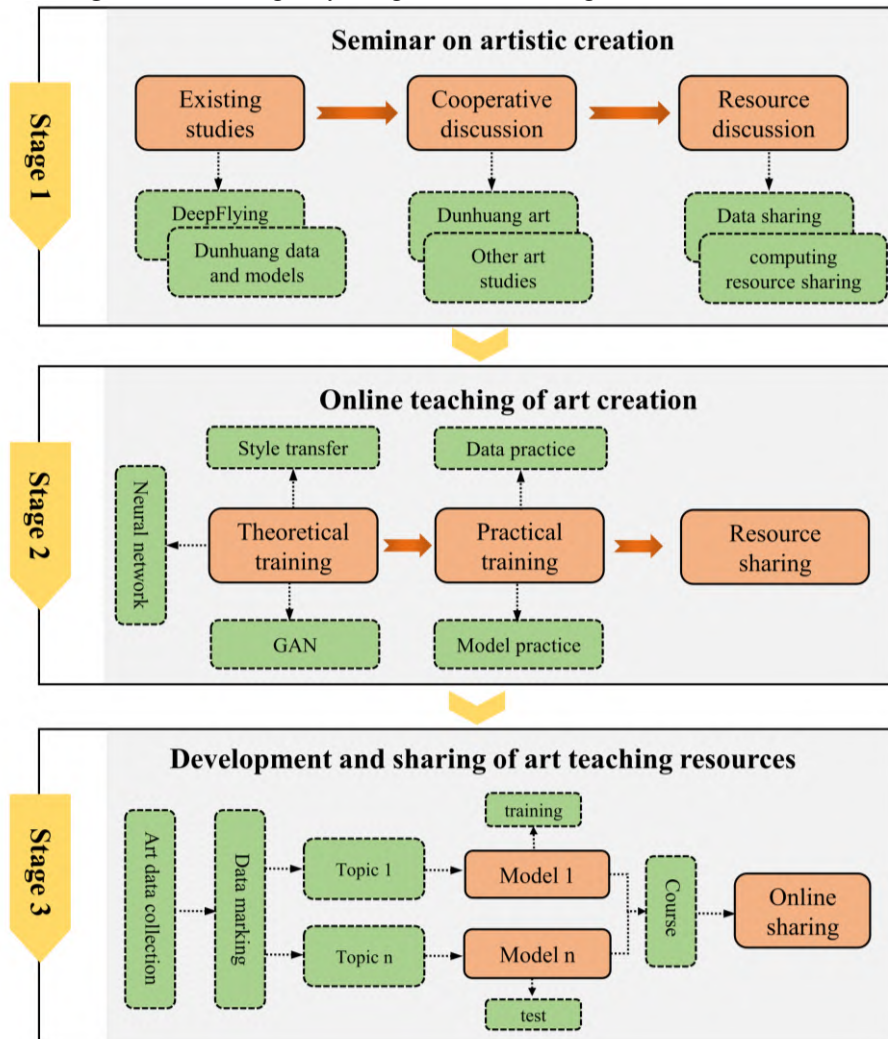 Stage 1
Seminar on artistic creation
Existing
studies
Cooperative
discussion
Resource
discussion
DeepFlying
Dunhuang data
and models
Dunhuang art
Other art
studies
Data sharing
computing
resource sharing
Stage 2
Online teaching of art creation
Style transfer
Data practice
Neural network
Theoretical
training
Practical
training
Resource
sharing
GAN
Model practice
Stage 3
Development and sharing of art teaching resources
Art data collection
Data marking
Topic 1
Topic n
training
Model 1
Model n
test
Course
Online
sharing